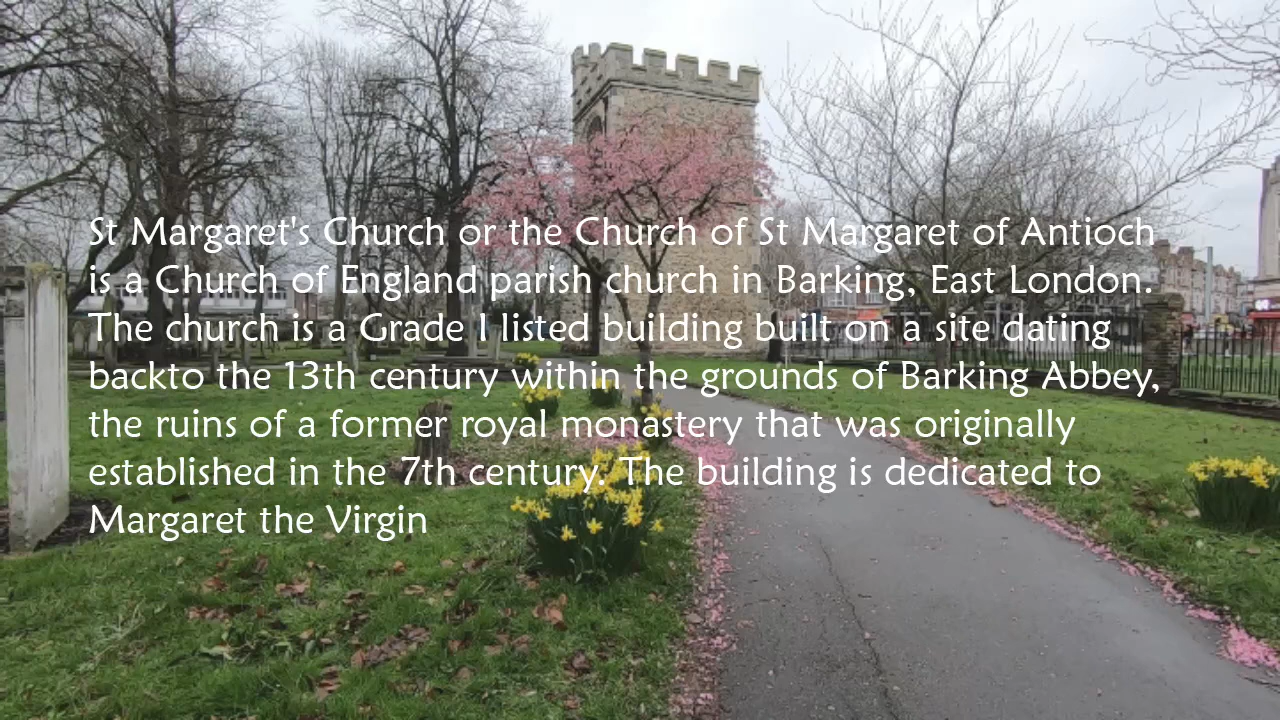 St Margaret's Church or the Church of St Margaret of Antioch
is a Church of England parish church in Barking, East London.
The church is a Grade I listed building built on a site dating
backto the 13th century within the grounds of Barking Abbey,
the ruins of a former royal monastery that was originally
established in the 7th century. The building is dedicated to
Margaret the Virgin